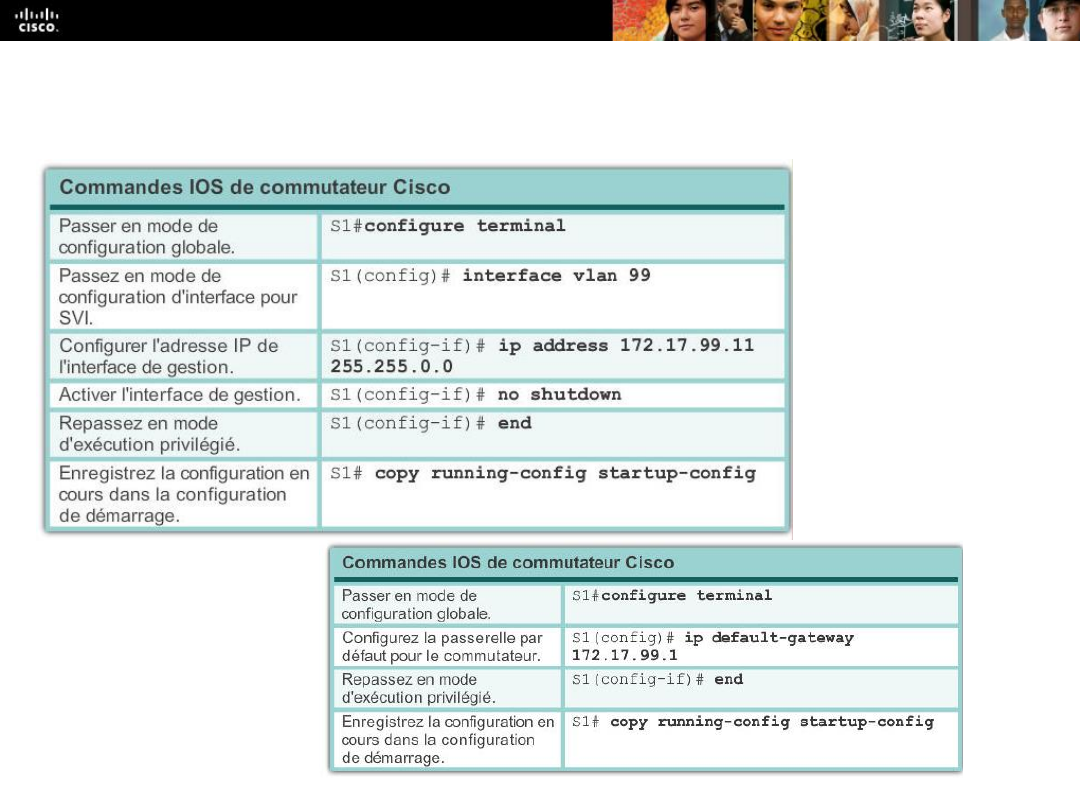 CISCO.
Commandes IOS de commutateur Cisco
Passer en mode de
configuration globale.
S1#configure terminal
Passez en mode de
configuration d'interface pour
SVI.
S1(config)# interface vlan 99
Configurer l'adresse IP de
l'interface de gestion.
S1(config-if)# ip address 172.17.99.11
255.255.0.0
Activer l'interface de gestion.
S1(config-if)# no shutdown
Repassez en mode
d'exécution privilégié.
S1(config-if)# end
Enregistrez la configuration en
cours dans la configuration
de démarrage.
S1# copy running-config startup-config
Commandes IOS de commutateur Cisco
Passer en mode de
configuration globale.
S1#configure terminal
Configurez la passerelle par
défaut pour le commutateur.
S1(config)# ip default-gateway
172.17.99.1
Repassez en mode
d'exécution privilégié.
S1(config-if)# end
Enregistrez la configuration en
cours dans la configuration
de démarrage.
S1# copy running-config startup-config